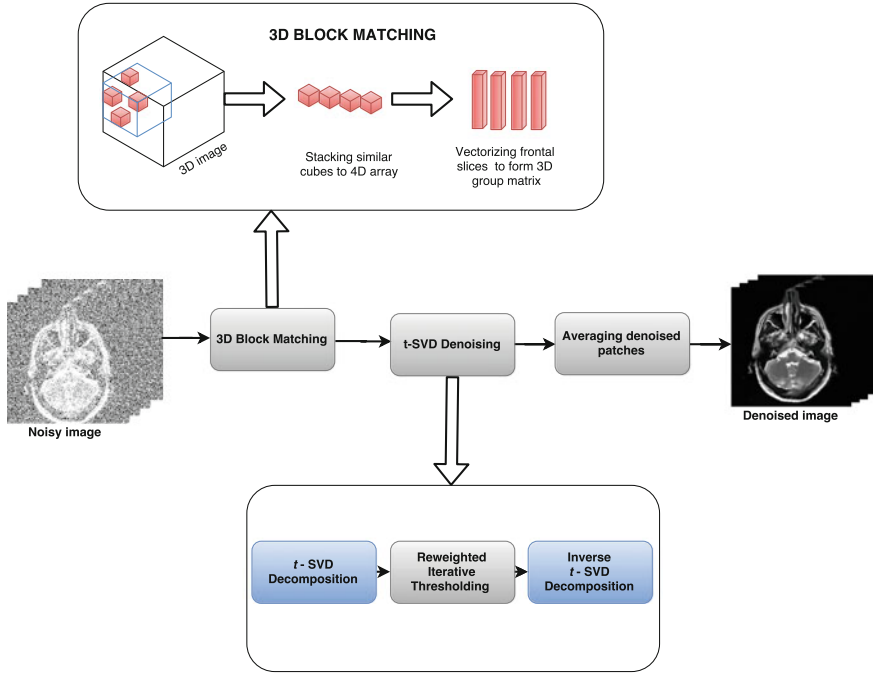 3D BLOCK MATCHING
3D image
Stacking similar
cubes to 4D array
Vectorizing frontal
slices to form 3D
group matrix
Noisy image
3D Block Matching
t-SVD Denoising
Averaging denoised
patches
Denoised image
t - SVD
Decomposition
Reweighted
Iterative
Thresholding
Inverse
t - SVD
Decomposition